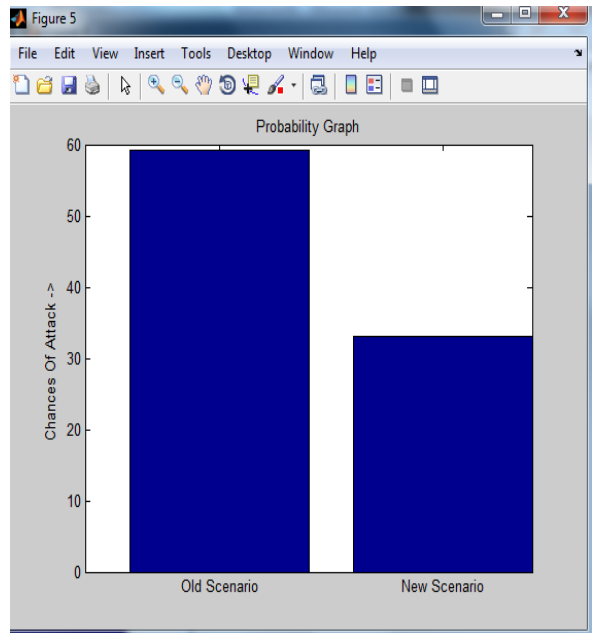 Figure 5
File Edit View Insert Tools Desktop Window Help
Probability Graph
60
50
40
30
20
10
0
Chances Of Attack ->
Old Scenario New Scenario